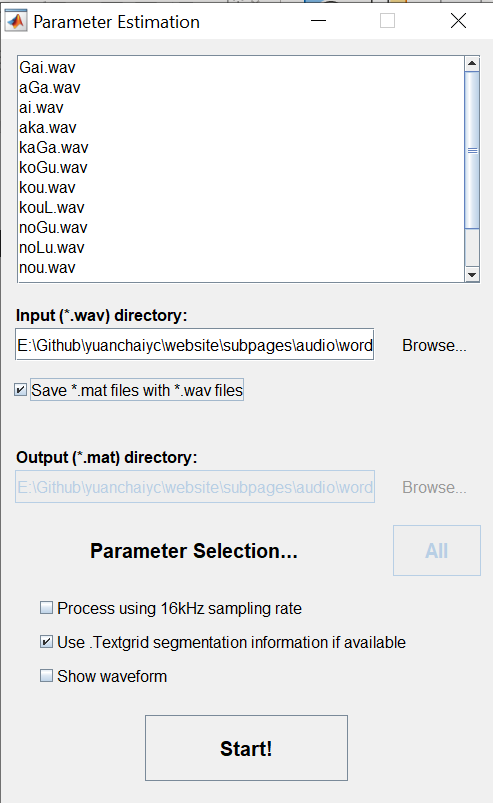 Parameter Estimation
Gai.wav
aGa.wav
ai.wav
aka.wav
kaGa.wav
koGu.wav
kou.wav
kouL.wav
noGu.wav
noLu.wav
nou.wav
Input (*.wav) directory:
E:\Github\yuanchaiyc\website\subpages\audio\word
Browse...
Save *.mat files with *.wav files
Output (*.mat) directory:
E:\Github\yuanchaiyc\website\subpages\audio\word
Browse...
Parameter Selection...
All
Process using 16kHz sampling rate
Use .Textgrid segmentation information if available
Show waveform
Start!